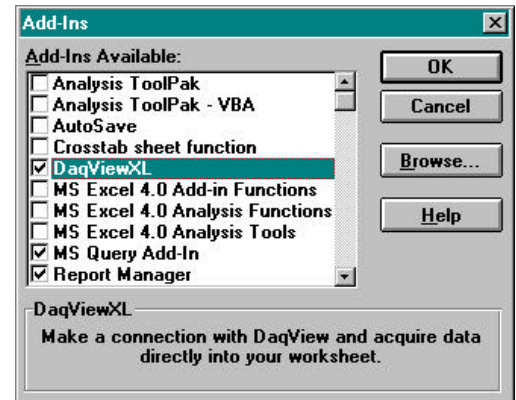 Add-Ins
Add-Ins Available:
Analysis ToolPak
Analysis ToolPak - VBA
AutoSave
Crosstab sheet function
DaqViewXL
MS Excel 4.0 Add-in Functions
MS Excel 4.0 Analysis Functions
MS Excel 4.0 Analysis Tools
MS Query Add-In
Report Manager
OK
Cancel
Browse...
Help
DaqViewXL
Make a connection with DaqView and acquire data
directly into your worksheet.